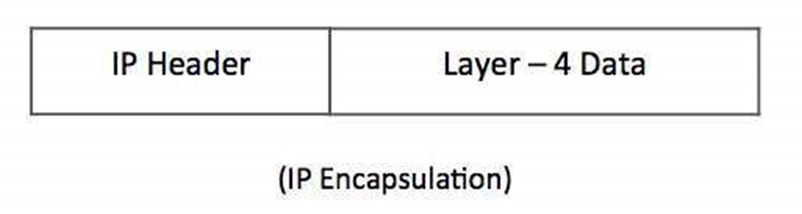 IP Header
Layer – 4 Data
(IP Encapsulation)